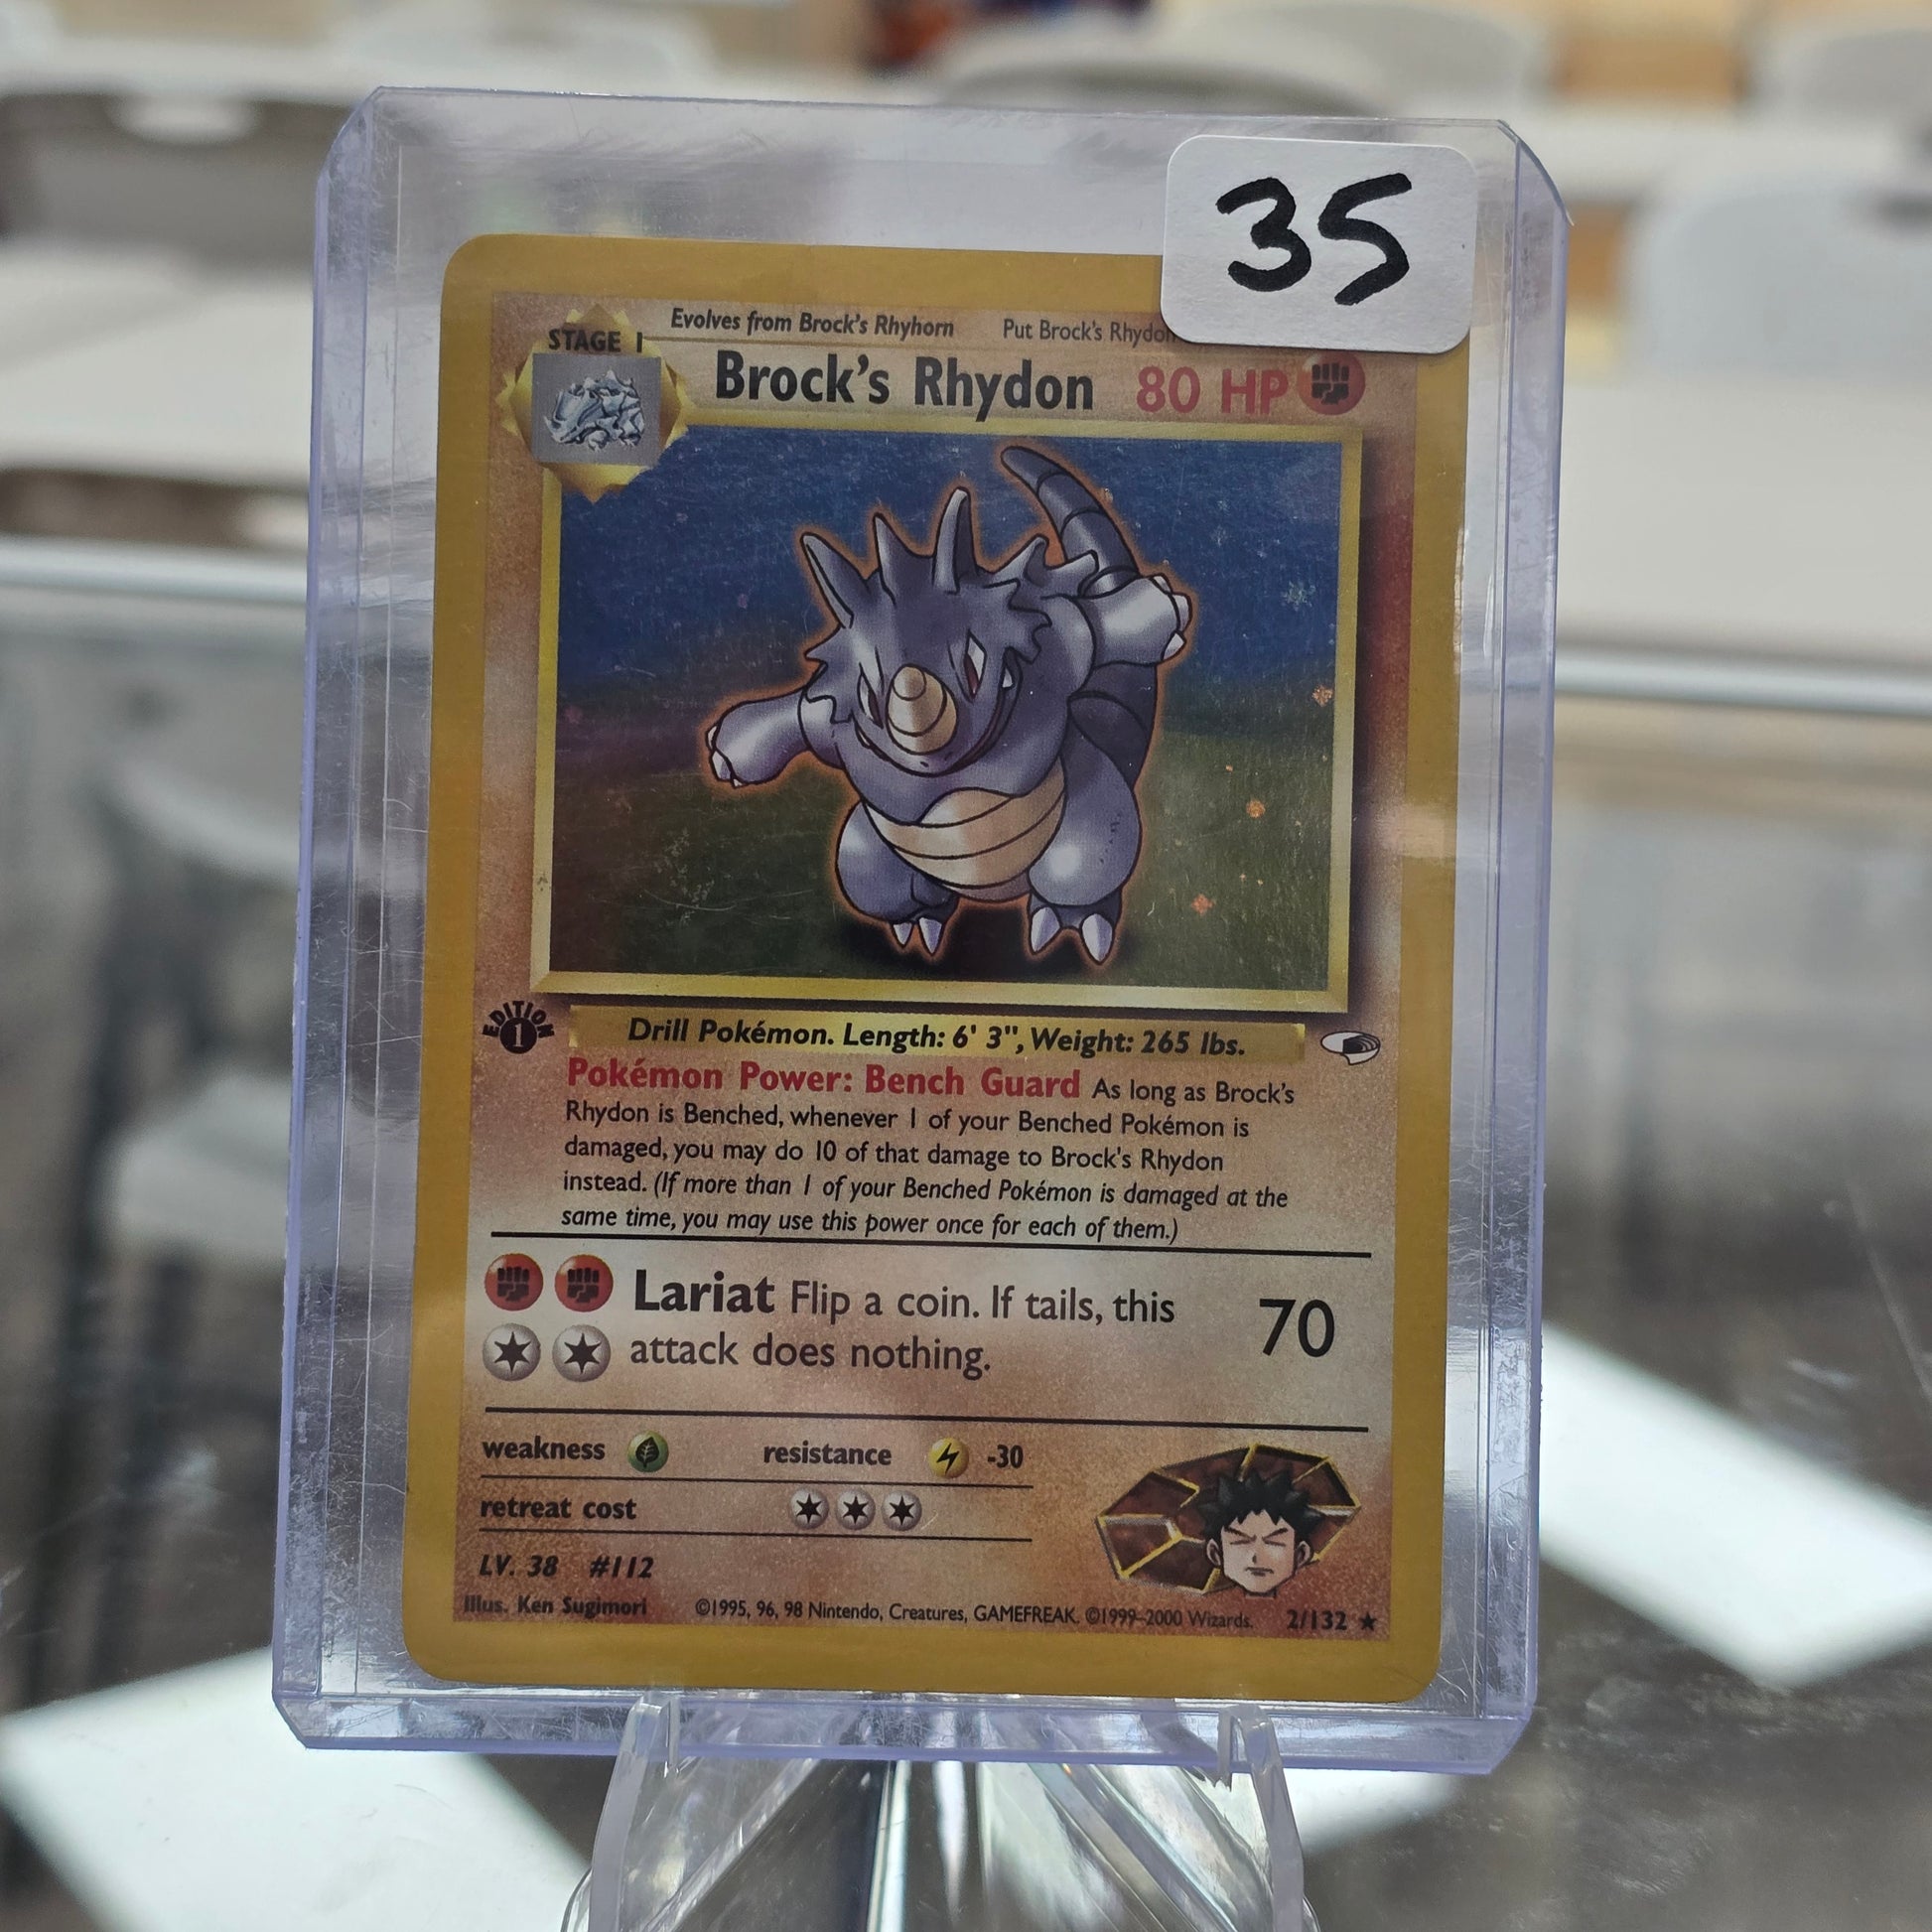 35
Evolves from Brock's Rhyhorn Put Brock's Rhydon
STAGE 1
Brock's Rhydon 80 HP
EDITION
1
Drill Pokémon. Length: 6' 3", Weight: 265 lbs.
Pokémon Power: Bench Guard As long as Brock's
Rhydon is Benched, whenever 1 of your Benched Pokémon is
damaged, you may do 10 of that damage to Brock's Rhydon
instead. (If more than 1 of your Benched Pokémon is damaged at the
same time, you may use this power once for each of them.)
Lariat Flip a coin. If tails, this
attack does nothing.
70
weakness resistance -30
retreat cost
LV. 38 #112
Illus. Ken Sugimori ©1995, 96, 98 Nintendo, Creatures, GAMEFREAK. ©1999-2000 Wizards. 2/132 ★